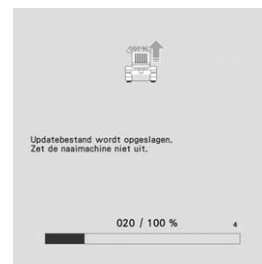 Updatebestand wordt opgeslagen.
Zet de naaimachine niet uit.
020 / 100 %
4